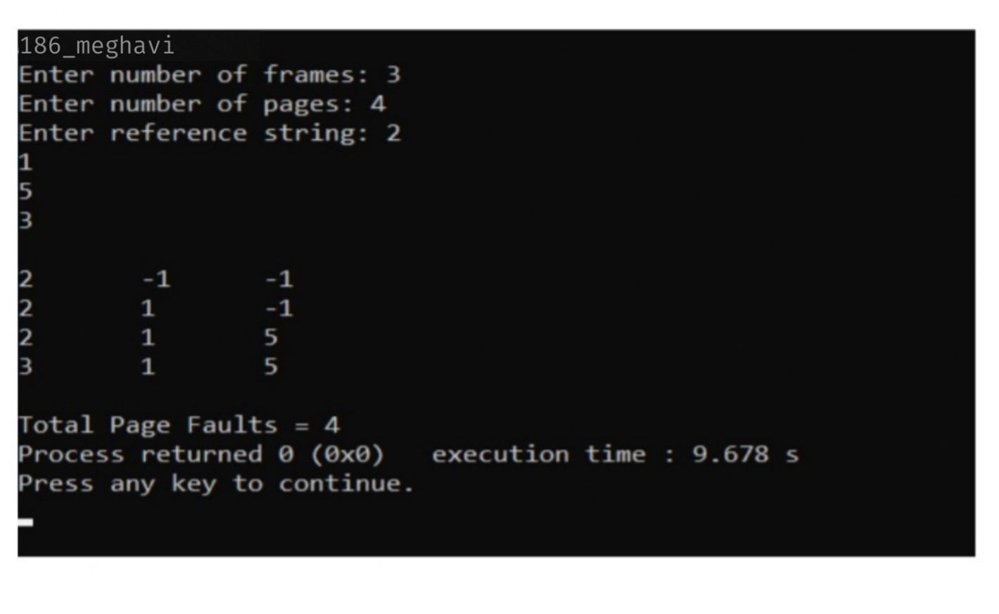 186_meghavi
Enter number of frames: 3
Enter number of pages: 4
Enter reference string: 2
1
5
3
2 -1 -1
2 1 -1
2 1 5
3 1 5
Total Page Faults = 4
Process returned 0 (0x0)   execution time : 9.678 s
Press any key to continue.